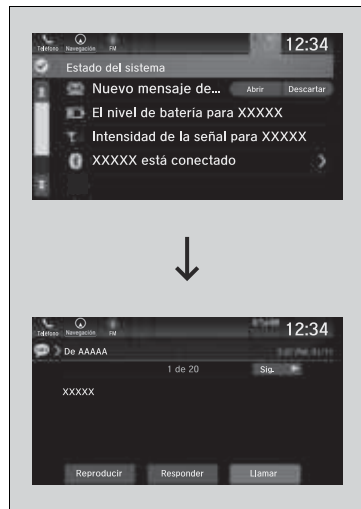 Teléfono Navegación FM 12:34
Estado del sistema
Nuevo mensaje de... Abrir Descartar
El nivel de batería para XXXXX
Intensidad de la señal para XXXXX
XXXXX está conectado
Teléfono Navegación FM 12:34
De AAAAA
1 de 20 Sig.
XXXXX
Reproducir Responder Llamar